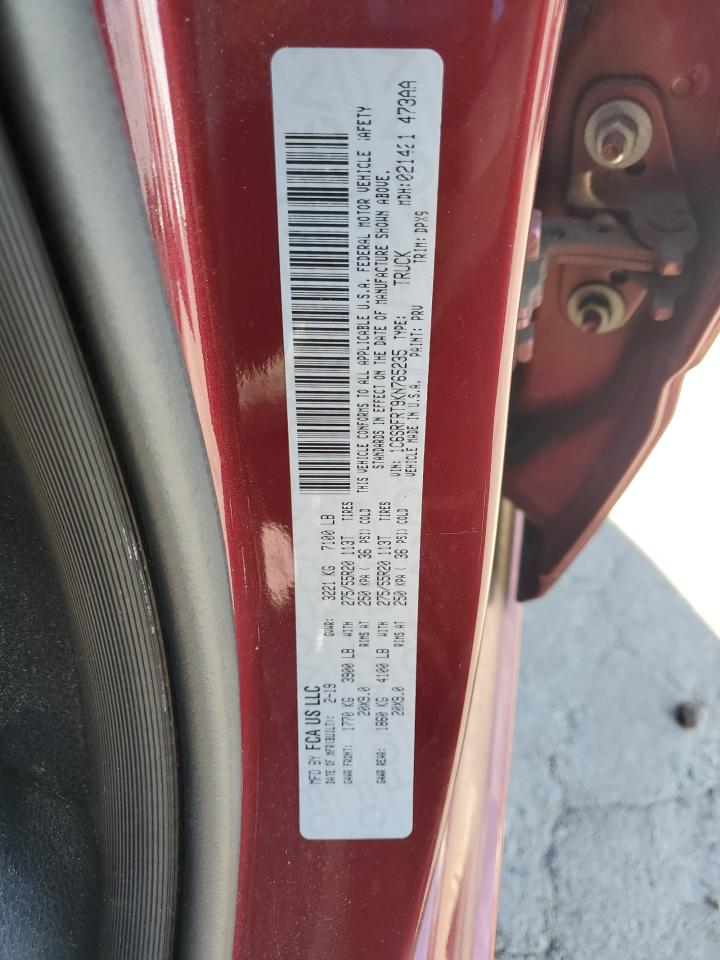 MFD BY FCA US LLC
DATE OF MFR(BUILT): 2-19 GVWR: 3221 KG 7100 LB
GAWR FRONT: 1770 KG 3900 LB WITH 275/55R20 113T TIRES
20X9.0 RIMS AT 250 KPA ( 36 PSI) COLD
GAWR REAR: 1860 KG 4100 LB WITH 275/55R20 113T TIRES
20X9.0 RIMS AT 250 KPA ( 36 PSI) COLD
THIS VEHICLE CONFORMS TO ALL APPLICABLE U.S.A. FEDERAL MOTOR VEHICLE SAFETY
STANDARDS IN EFFECT ON THE DATE OF MANUFACTURE SHOWN ABOVE.
VIN: 1C6SRFRT9KN765235 TYPE: TRUCK MDH:021421 473AA
VEHICLE MADE IN U.S.A. PAINT: PRV TRIM: DPX9